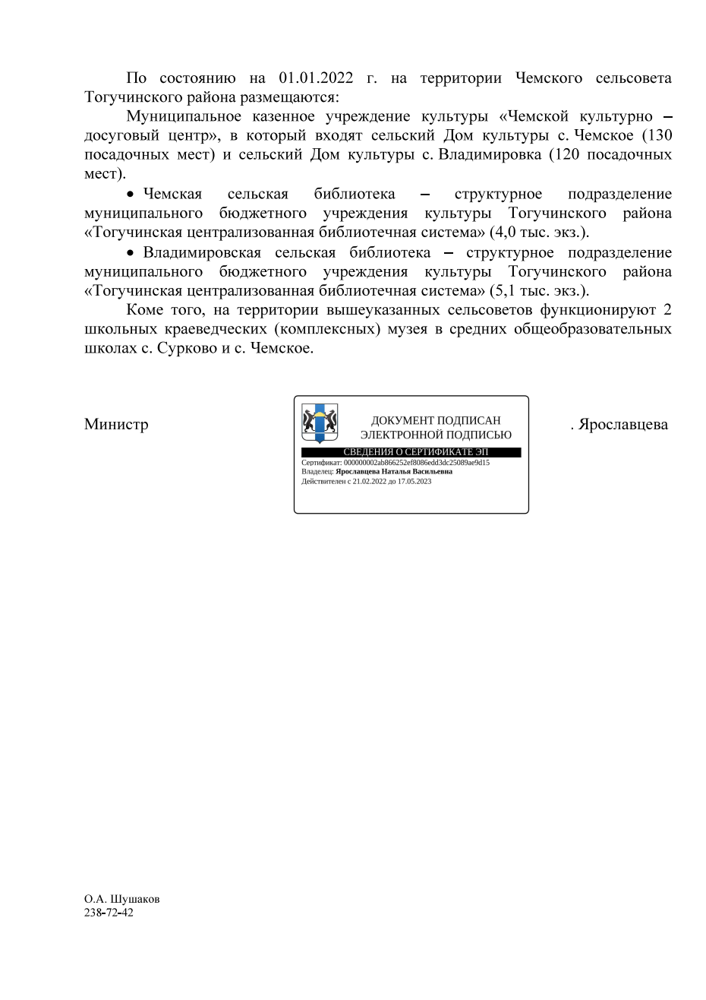 По состоянию на 01.01.2022 г. на территории Чемского сельсовета
Тогучинского района размещаются:
Муниципальное казенное учреждение культуры «Чемской культурно –
досуговый центр», в который входят сельский Дом культуры с. Чемское (130
посадочных мест) и сельский Дом культуры с. Владимировка (120 посадочных
мест).
• Чемская сельская библиотека – структурное подразделение
муниципального бюджетного учреждения культуры Тогучинского района
«Тогучинская централизованная библиотечная система» (4,0 тыс. экз.).
• Владимировская сельская библиотека – структурное подразделение
муниципального бюджетного учреждения культуры Тогучинского района
«Тогучинская централизованная библиотечная система» (5,1 тыс. экз.).
Коме того, на территории вышеуказанных сельсоветов функционируют 2
школьных краеведческих (комплексных) музея в средних общеобразовательных
школах с. Сурково и с. Чемское.
Министр
ДОКУМЕНТ ПОДПИСАН
ЭЛЕКТРОННОЙ ПОДПИСЬЮ
СВЕДЕНИЯ О СЕРТИФИКАТЕ ЭП
Сертификат: 000000002ab866252ef8086edd3dc25089ae9d15
Владелец: Ярославцева Наталья Васильевна
Действителен с 21.02.2022 до 17.05.2023
. Ярославцева
О.А. Шушаков
238-72-42